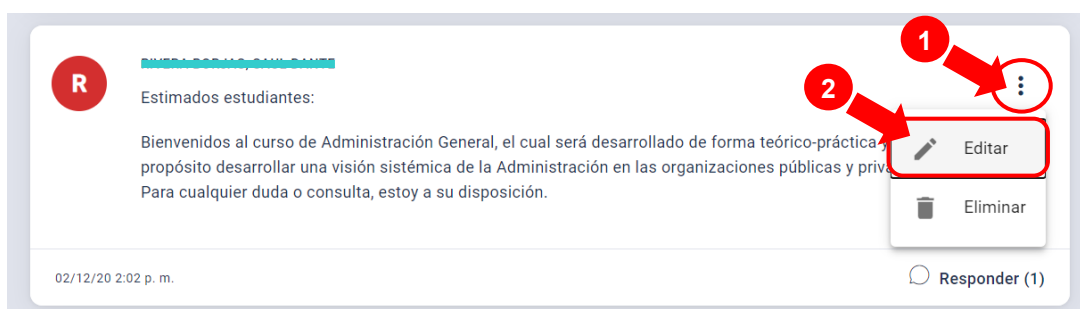 1
R
2
Estimados estudiantes:
Bienvenidos al curso de Administración General, el cual será desarrollado de forma teórico-práctica y
Editar
propósito desarrollar una visión sistémica de la Administración en las organizaciones públicas y priva
Para cualquier duda o consulta, estoy a su disposición.
Eliminar
02/12/20 2:02 p. m.
Responder (1)